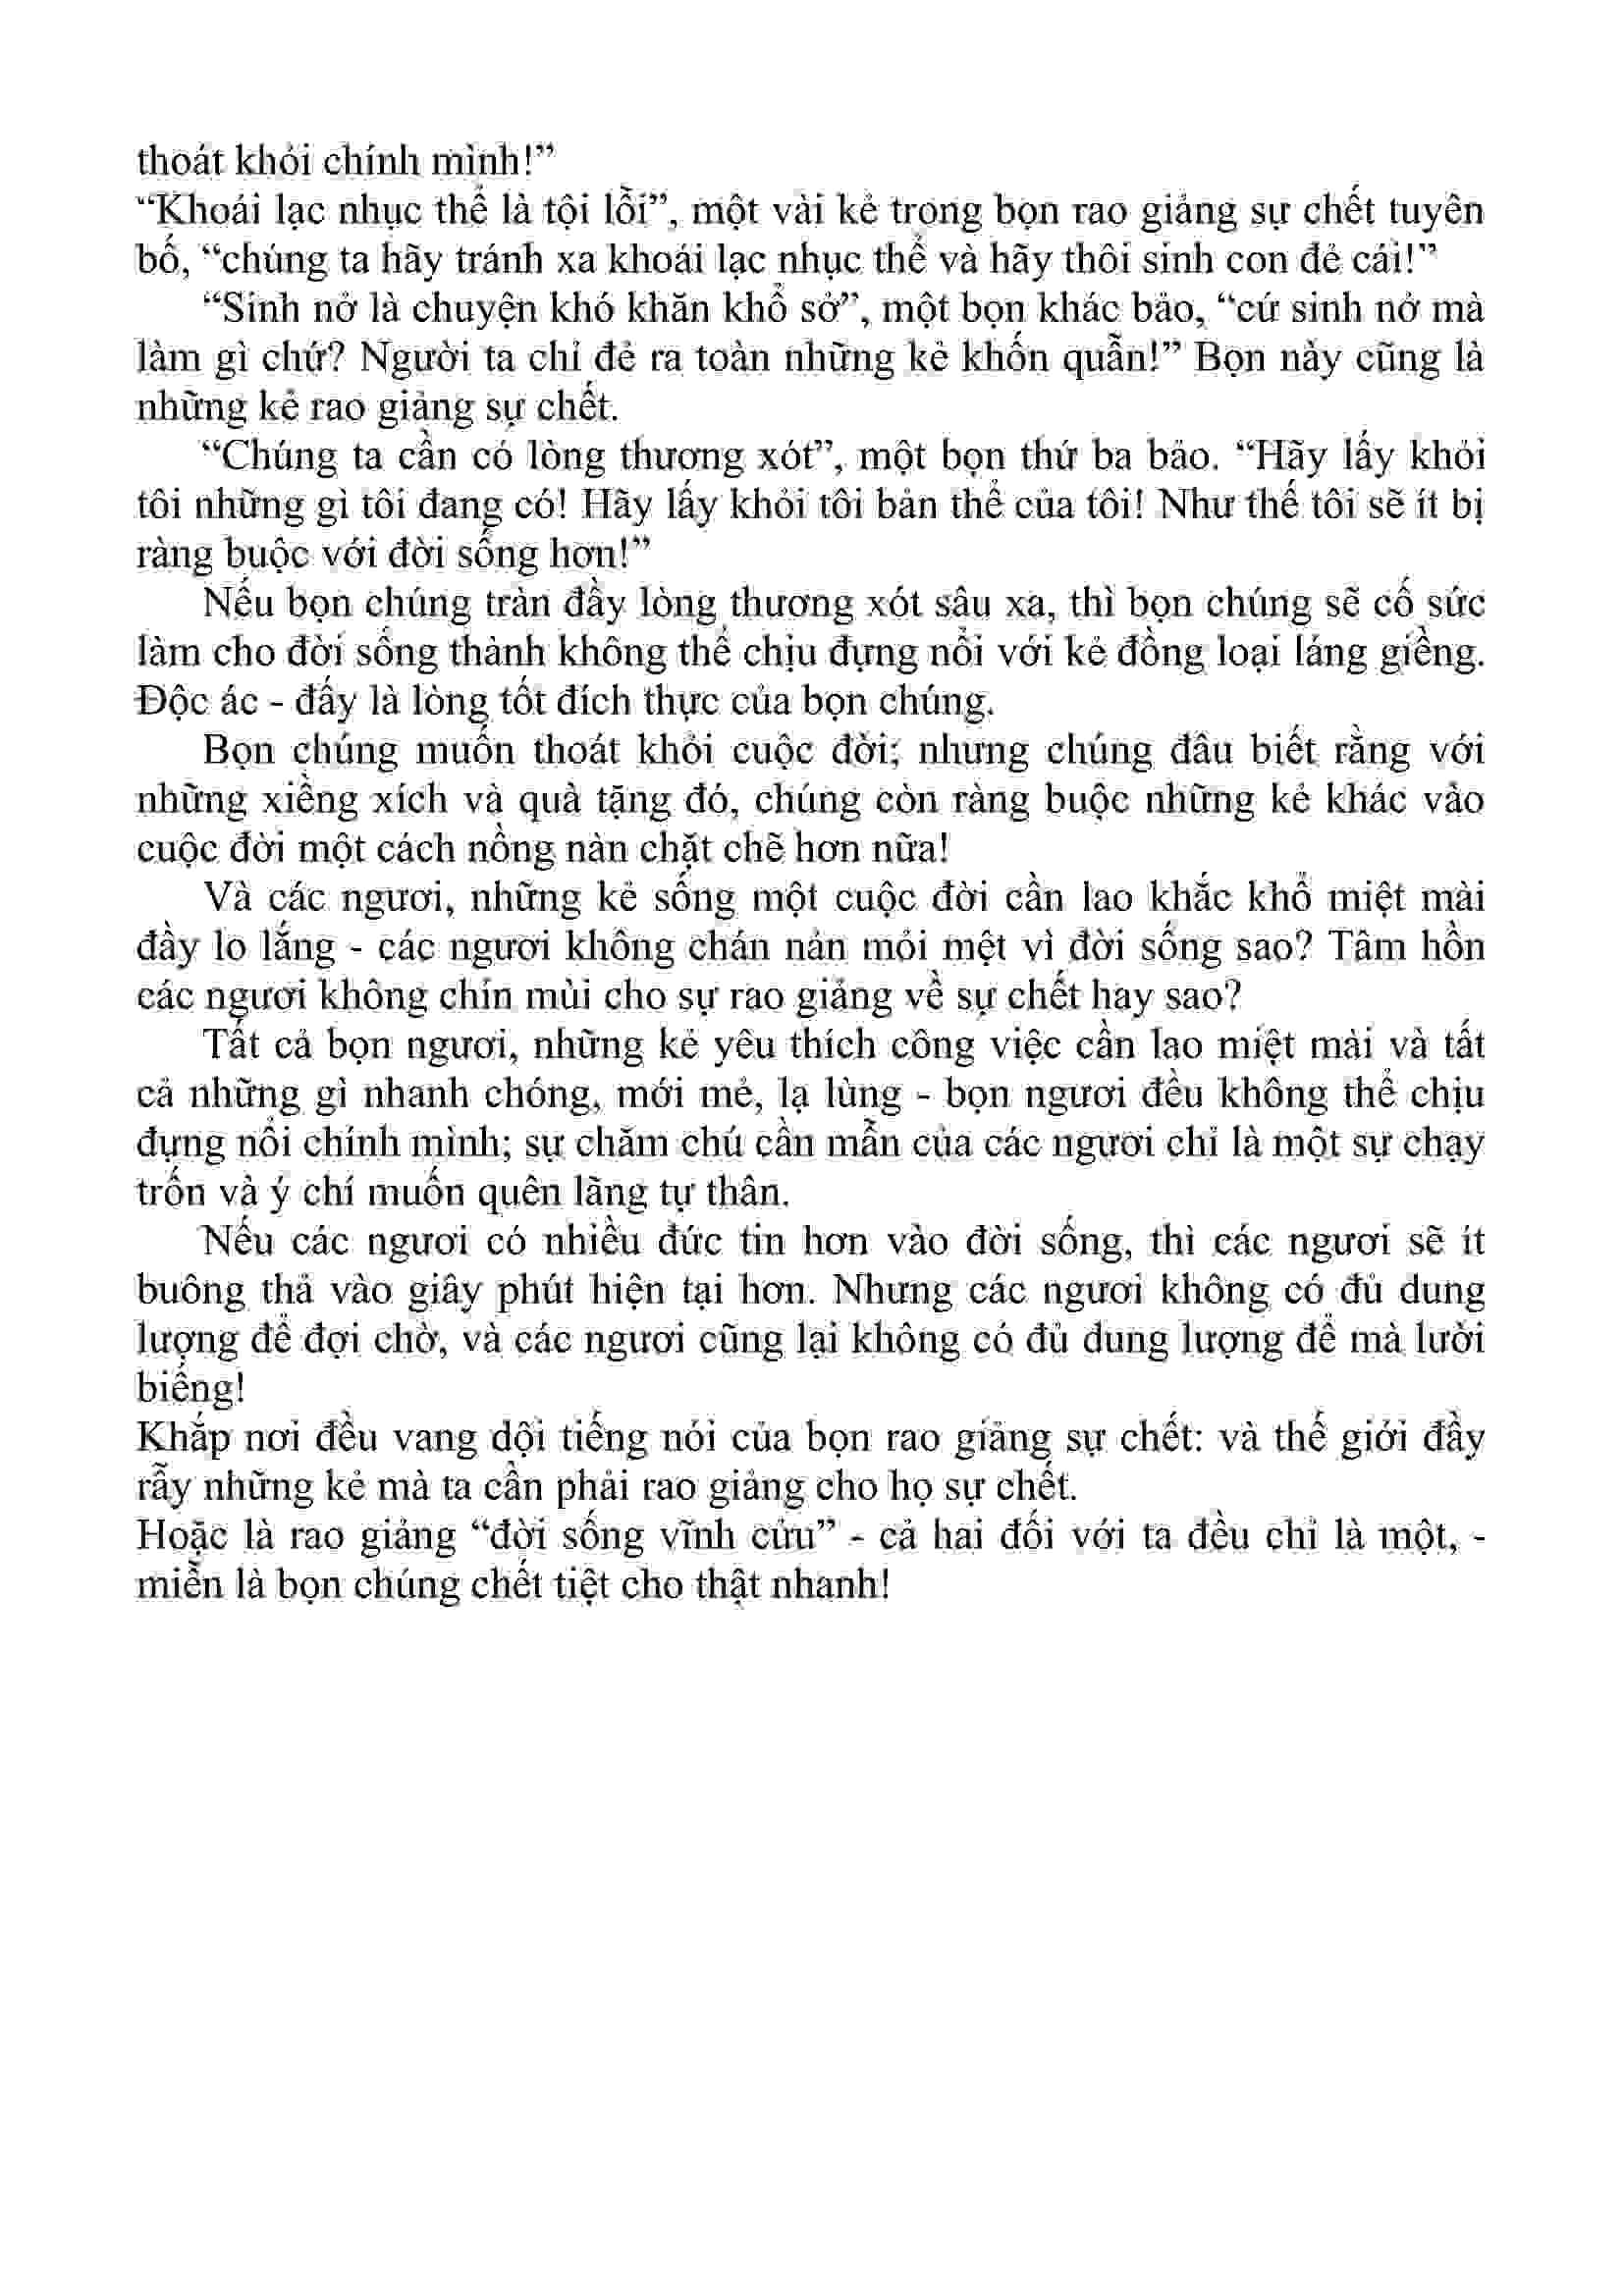 thoát khỏi chính mình!”
“Khoái lạc nhục thể là tội lỗi”, một vài kẻ trong bọn rao giảng sự chết tuyên
bố, “chúng ta hãy tránh xa khoái lạc nhục thể và hãy thôi sinh con đẻ cái!”
“Sinh nở là chuyện khó khăn khổ sở”, một bọn khác bảo, “cứ sinh nở mà
làm gì chứ? Người ta chỉ đẻ ra toàn những kẻ khốn quẫn!” Bọn này cũng là
những kẻ rao giảng sự chết.
“Chúng ta cần có lòng thương xót”, một bọn thứ ba bảo. “Hãy lấy khỏi
tôi những gì tôi đang có! Hãy lấy khỏi tôi bản thể của tôi! Như thế tôi sẽ ít bị
ràng buộc với đời sống hơn!”
Nếu bọn chúng tràn đầy lòng thương xót sâu xa, thì bọn chúng sẽ cố sức
làm cho đời sống thành không thể chịu đựng nổi với kẻ đồng loại láng giềng.
Độc ác - đấy là lòng tốt đích thực của bọn chúng.
Bọn chúng muốn thoát khỏi cuộc đời; nhưng chúng đâu biết rằng với
những xiềng xích và quà tặng đó, chúng còn ràng buộc những kẻ khác vào
cuộc đời một cách nồng nàn chặt chẽ hơn nữa!
Và các ngươi, những kẻ sống một cuộc đời cần lao khắc khổ miệt mài
đầy lo lắng - các ngươi không chán nản mỏi mệt vì đời sống sao? Tâm hồn
các ngươi không chín mùi cho sự rao giảng về sự chết hay sao?
Tất cả bọn ngươi, những kẻ yêu thích công việc cần lao miệt mài và tất
cả những gì nhanh chóng, mới mẻ, lạ lùng - bọn ngươi đều không thể chịu
đựng nổi chính mình; sự chăm chú cần mẫn của các ngươi chỉ là một sự chạy
trốn và ý chí muốn quên lãng tự thân.
Nếu các ngươi có nhiều đức tin hơn vào đời sống, thì các ngươi sẽ ít
buông thả vào giây phút hiện tại hơn. Nhưng các ngươi không có đủ dung
lượng để đợi chờ, và các ngươi cũng lại không có đủ dung lượng để mà lười
biếng!
Khắp nơi đều vang dội tiếng nói của bọn rao giảng sự chết: và thế giới đầy
rẫy những kẻ mà ta cần phải rao giảng cho họ sự chết.
Hoặc là rao giảng “đời sống vĩnh cửu” - cả hai đối với ta đều chỉ là một, -
miễn là bọn chúng chết tiệt cho thật nhanh!